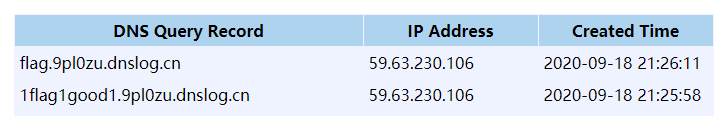 DNS Query Record IP Address Created Time
flag.9pl0zu.dnslog.cn 59.63.230.106 2020-09-18 21:26:11
1flag1good1.9pl0zu.dnslog.cn 59.63.230.106 2020-09-18 21:25:58